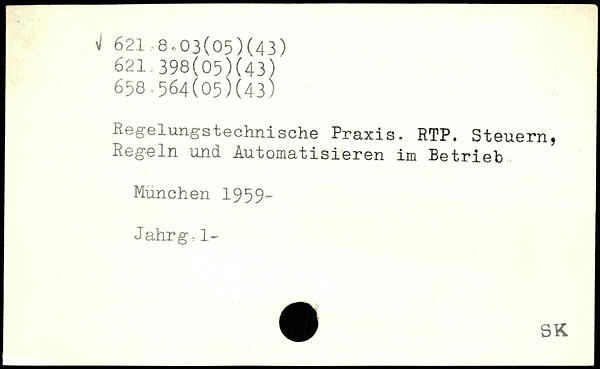 √ 621.8.03(05)(43)
621.398(05)(43)
658.564(05)(43)
Regelungstechnische Praxis. RTP. Steuern,
Regeln und Automatisieren im Betrieb.
München 1959-
Jahrg.1-
SK